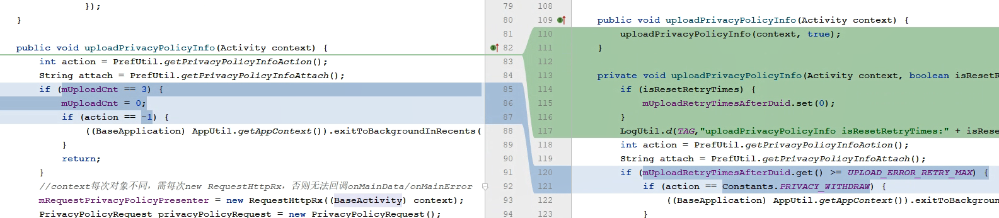 });
}
public void uploadPrivacyPolicyInfo(Activity context) {
int action = PrefUtil.getPrivacyPolicyInfoAction();
String attach = PrefUtil.getPrivacyPolicyInfoAttach();
if (mUploadCnt == 3) {
mUploadCnt = 0;
if (action == -1) {
((BaseApplication) AppUtil.getAppContext()).exitToBackgroundInRecents(
}
return;
}
//context每次对象不同，需每次new RequestHttpRx，否则无法回调onMainData/onMainError
mRequestPrivacyPolicyPresenter = new RequestHttpRx((BaseActivity) context);
PrivacyPolicyRequest privacyPolicyRequest = new PrivacyPolicyRequest();
79 108
80 109
81 110
82 111
83 112
84 113
85 114
86 115
87 116
88 117
89 118
90 119
91 120
92 121
93 122
94 123
public void uploadPrivacyPolicyInfo(Activity context) {
uploadPrivacyPolicyInfo(context, true);
}
private void uploadPrivacyPolicyInfo(Activity context, boolean isResetR
if (isResetRetryTimes) {
mUploadRetryTimesAfterDuid.set(0);
}
LogUtil.d(TAG,"uploadPrivacyPolicyInfo isResetRetryTimes:" + isRese
int action = PrefUtil.getPrivacyPolicyInfoAction();
String attach = PrefUtil.getPrivacyPolicyInfoAttach();
if (mUploadRetryTimesAfterDuid.get() >= UPLOAD_ERROR_RETRY_MAX) {
if (action == Constants.PRIVACY_WITHDRAW) {
((BaseApplication) AppUtil.getAppContext()).exitToBackgroun
}